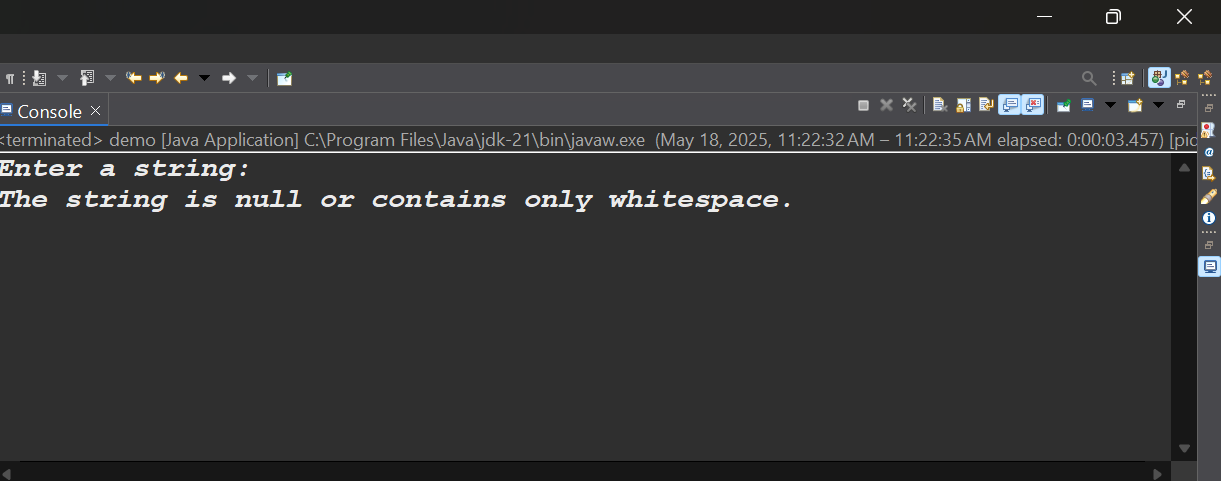 Console
<terminated> demo [Java Application] C:\Program Files\Java\jdk-21\bin\javaw.exe (May 18, 2025, 11:22:32 AM – 11:22:35 AM elapsed: 0:00:03.457) [pid
Enter a string:
The string is null or contains only whitespace.